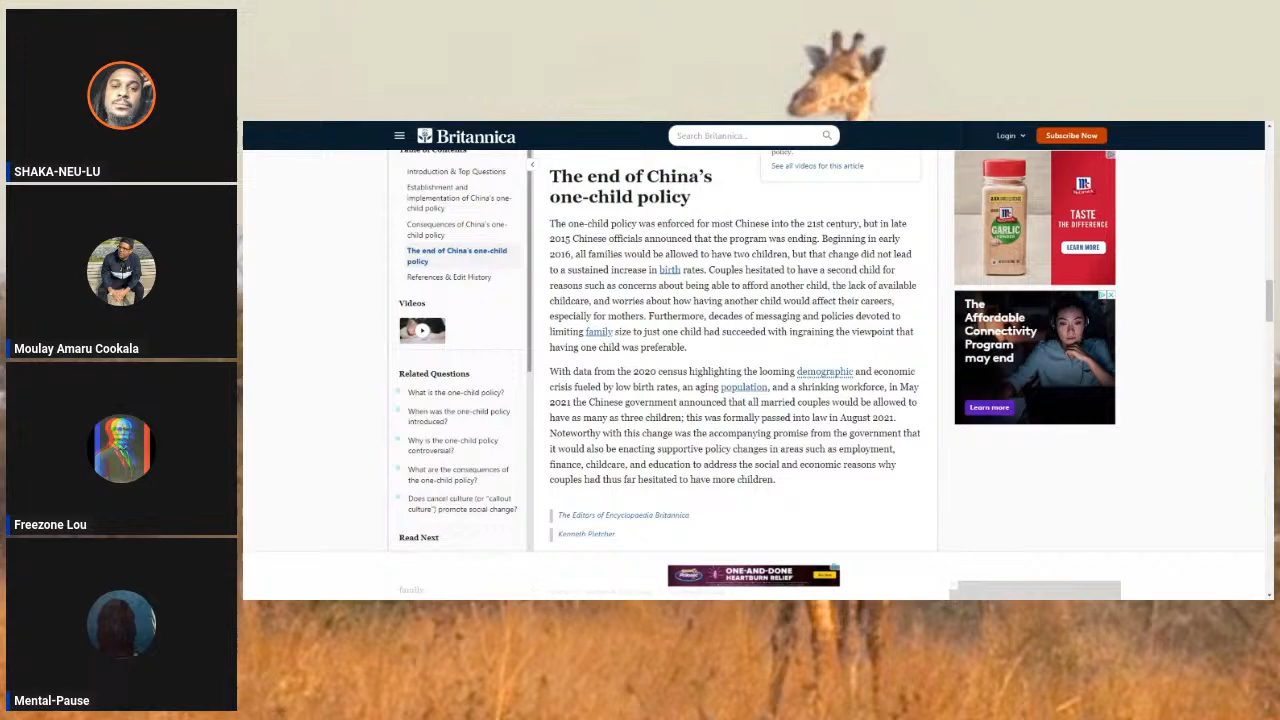 SHAKA-NEU-LU
Moulay Amaru Cookala
Freezone Lou
Mental-Pause
Britannica
Search Britannica...
Login
Subscribe Now
Table of Contents
Introduction & Top Questions
Establishment and
implementation of China's one-
child policy
Consequences of China's one-
child policy
The end of China's one-child
policy
References & Edit History
Videos
Related Questions
What is the one-child policy?
When was the one-child policy
introduced?
Why is the one-child policy
controversial?
What are the consequences of
the one-child policy?
Does cancel culture (or "callout
culture") promote social change?
Read Next
family
policy.
See all videos for this article
The end of China's
one-child policy
The one-child policy was enforced for most Chinese into the 21st century, but in late
2015 Chinese officials announced that the program was ending. Beginning in early
2016, all families would be allowed to have two children, but that change did not lead
to a sustained increase in birth rates. Couples hesitated to have a second child for
reasons such as concerns about being able to afford another child, the lack of available
childcare, and worries about how having another child would affect their careers,
especially for mothers. Furthermore, decades of messaging and policies devoted to
limiting family size to just one child had succeeded with ingraining the viewpoint that
having one child was preferable.
With data from the 2020 census highlighting the looming demographic and economic
crisis fueled by low birth rates, an aging population, and a shrinking workforce, in May
2021 the Chinese government announced that all married couples would be allowed to
have as many as three children; this was formally passed into law in August 2021.
Noteworthy with this change was the accompanying promise from the government that
it would also be enacting supportive policy changes in areas such as employment,
finance, childcare, and education to address the social and economic reasons why
couples had thus far hesitated to have more children.
The Editors of Encyclopaedia Britannica
Kenneth Pletcher
GARLIC
TASTE
THE DIFFERENCE
LEARN MORE
The
Affordable
Connectivity
Program
may end
Learn more
ONE-AND-DONE
HEARTBURN RELIEF